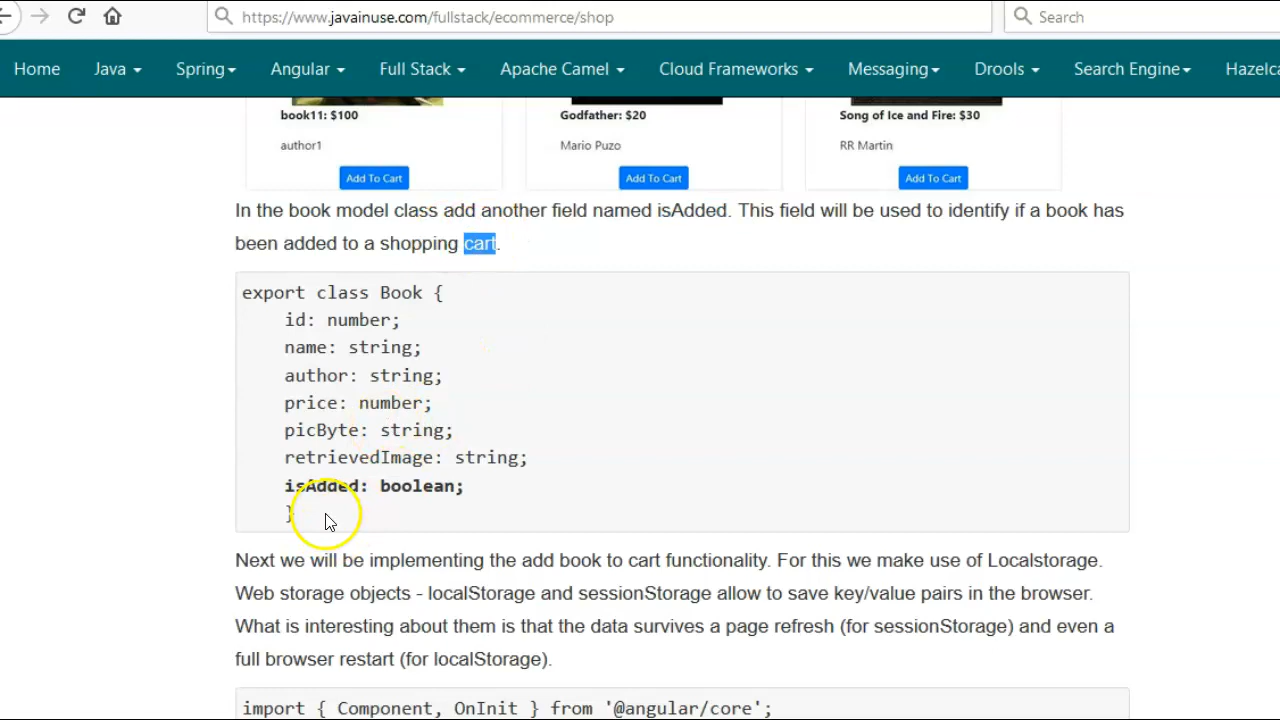 https://www.javainuse.com/fullstack/ecommerce/shop
Search
Home Java Spring Angular Full Stack Apache Camel Cloud Frameworks Messaging Drools Search Engine Hazelca
book11: $100 Godfather: $20 Song of Ice and Fire: $30
author1 Mario Puzo RR Martin
Add To Cart Add To Cart Add To Cart
In the book model class add another field named isAdded. This field will be used to identify if a book has
been added to a shopping cart.
export class Book {
id: number;
name: string;
author: string;
price: number;
picByte: string;
retrievedImage: string;
isAdded: boolean;
}
Next we will be implementing the add book to cart functionality. For this we make use of Localstorage.
Web storage objects - localStorage and sessionStorage allow to save key/value pairs in the browser.
What is interesting about them is that the data survives a page refresh (for sessionStorage) and even a
full browser restart (for localStorage).
import { Component, OnInit } from '@angular/core';